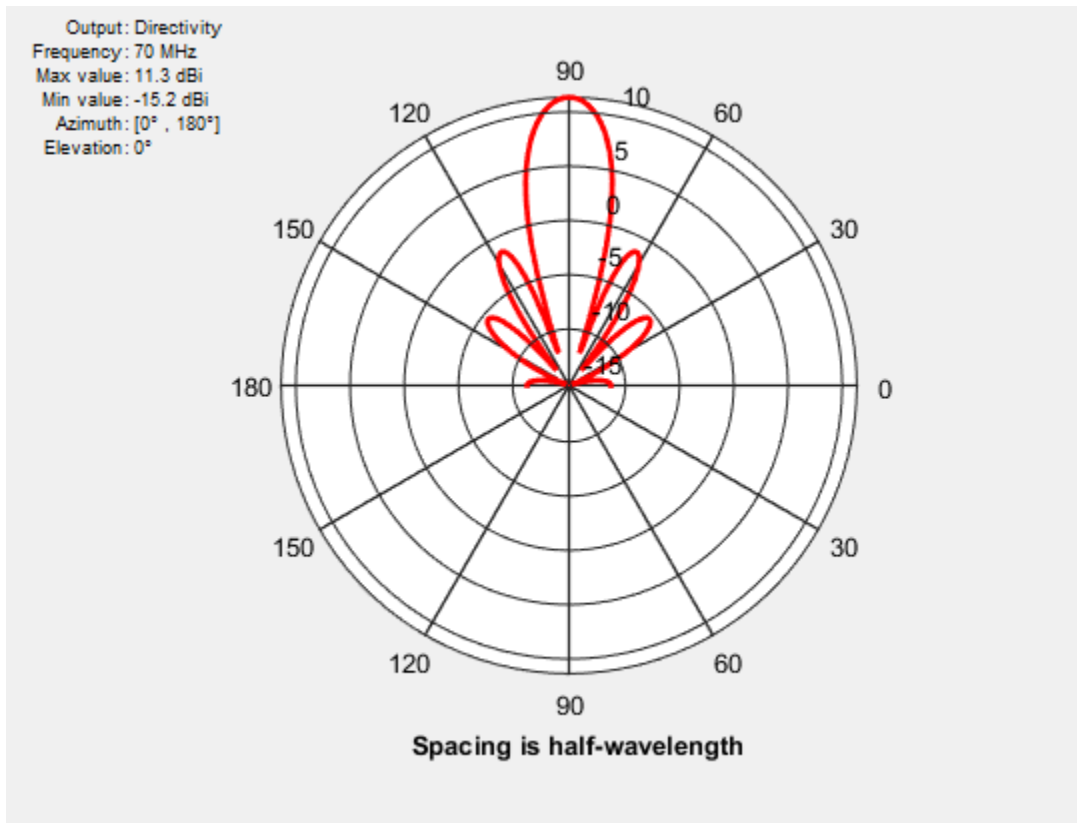 Output: Directivity
Frequency: 70 MHz
Max value: 11.3 dBi
Min value: -15.2 dBi
Azimuth: [0° , 180°]
Elevation: 0°
90
120
10
60
5
150
0
30
-5
-10
-15
180
0
150
30
120
60
90
Spacing is half-wavelength